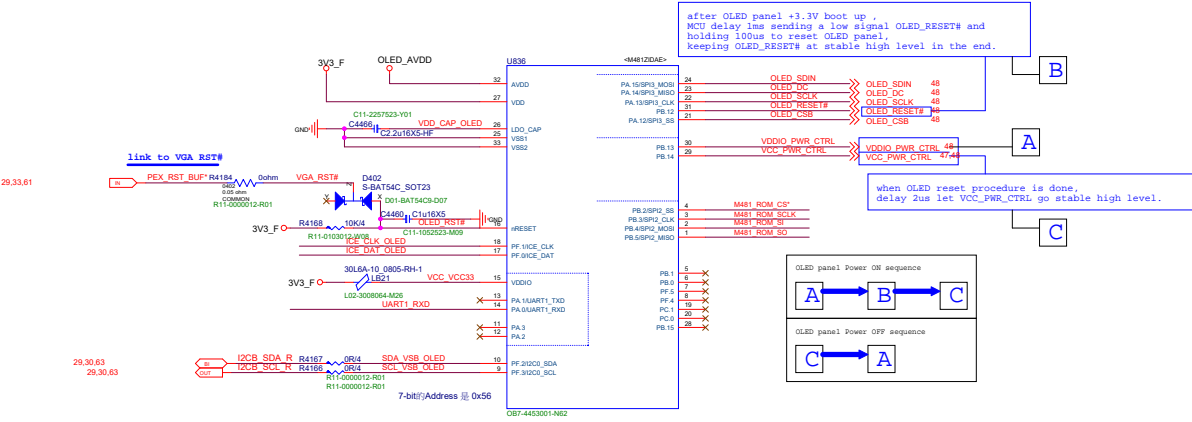 after OLED panel +3.3V boot up ,
MCU delay 1ms sending a low signal OLED_RESET# and
holding 100us to reset OLED panel,
keeping OLED_RESET# at stable high level in the end.
B
3V3_F
OLED_AVDD
U836
<M481ZIDAE>
32 AVDD
27 VDD
C11-2257523-Y01
GND C4466 VDD_CAP_OLED 26 LDO_CAP
C2.2u16X5-HF 25 VSS1
33 VSS2
PA.15/SPI3_MOSI 24 OLED_SDIN OLED_SDIN 48
PA.14/SPI3_MISO 23 OLED_DC OLED_DC 48
PA.13/SPI3_CLK 22 OLED_SCLK OLED_SCLK 48
PB.12 31 OLED_RESET# OLED_RESET# 48
PA.12/SPI3_SS 21 OLED_CSB OLED_CSB 48
PB.13 30 VDDIO_PWR_CTRL VDDIO_PWR_CTRL 48
PB.14 29 VCC_PWR_CTRL VCC_PWR_CTRL 47,48
A
when OLED reset procedure is done,
delay 2us let VCC_PWR_CTRL go stable high level.
C
link to VGA RST#
29,33,61 IN PEX_RST_BUF* R4184 0ohm VGA_RST#
0402
0.05 ohm
COMMON
R11-0000012-R01
D402
S-BAT54C_SOT23
Y Z X
D01-BAT54C9-D07
C4460 C1u16X5 GND
OLED_RST# 16 nRESET
C11-1052523-M09
3V3_F R4168 10K/4
R11-0103012-W08
ICE_CLK_OLED 18 PF.1/ICE_CLK
ICE_DAT_OLED 17 PF.0/ICE_DAT
PB.2/SPI2_SS 4 M481_ROM_CS*
PB.3/SPI2_CLK 3 M481_ROM_SCLK
PB.4/SPI2_MOSI 2 M481_ROM_SI
PB.5/SPI2_MISO 1 M481_ROM_SO
30L6A-10_0805-RH-1
3V3_F LB21 VCC_VCC33 15 VDDIO
L02-3008064-M26
13 PA.1/UART1_TXD
UART1_RXD 14 PA.0/UART1_RXD
11 PA.3
12 PA.2
PB.1 5
PB.0 6
PF.5 7
PF.4 8
PC.1 19
PC.0 20
PB.15 28
29,30,63 BI I2CB_SDA_R R4167 0R/4 SDA_VSB_OLED 10 PF.2/I2C0_SDA
29,30,63 OUT I2CB_SCL_R R4166 0R/4 SCL_VSB_OLED 9 PF.3/I2C0_SCL
R11-0000012-R01
R11-0000012-R01
7-bit的Address 是 0x56
OB7-4453001-N62
OLED panel Power ON sequence
A B C
OLED panel Power OFF sequence
C A